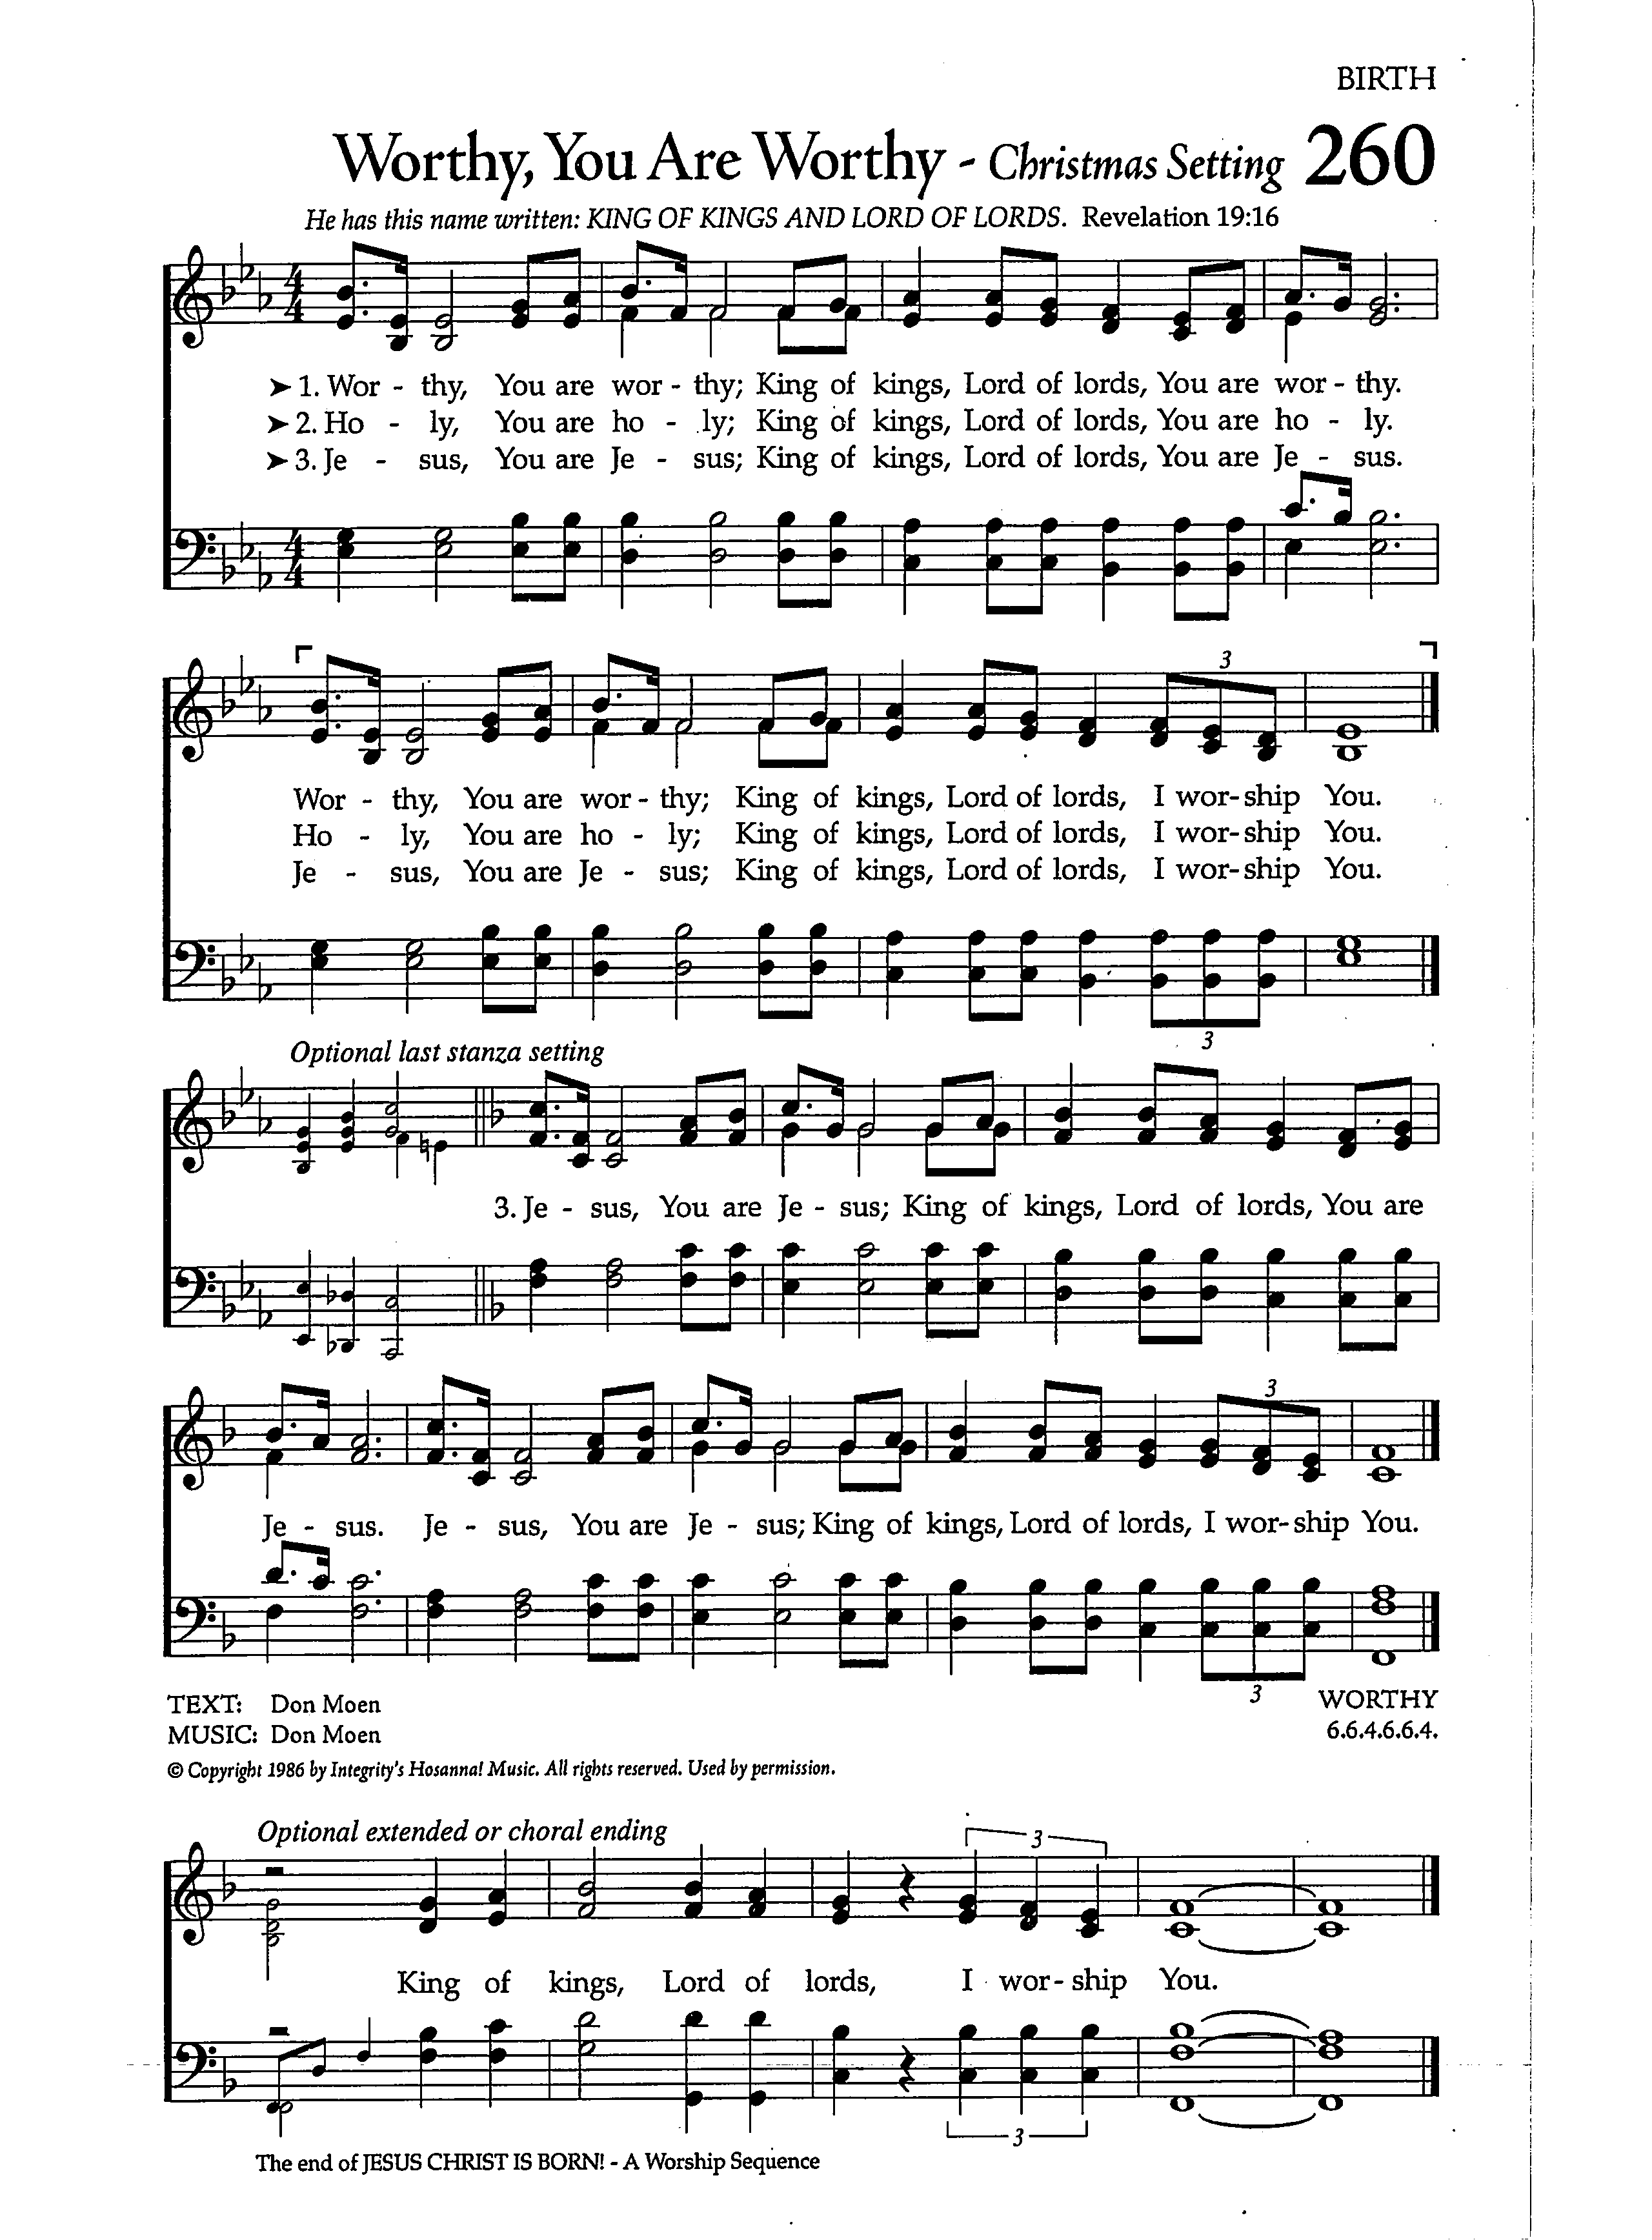 BIRTH
Worthy, You Are Worthy - Christmas Setting 260
He has this name written: KING OF KINGS AND LORD OF LORDS. Revelation 19:16
➤ 1. Wor - thy, You are wor - thy; King of kings, Lord of lords, You are wor - thy.
➤ 2. Ho - ly, You are ho - ly; King of kings, Lord of lords, You are ho - ly.
➤ 3. Je - sus, You are Je - sus; King of kings, Lord of lords, You are Je - sus.
3
Wor - thy, You are wor - thy; King of kings, Lord of lords, I wor-ship You.
Ho - ly, You are ho - ly; King of kings, Lord of lords, I wor-ship You.
Je - sus, You are Je - sus; King of kings, Lord of lords, I wor-ship You.
3
Optional last stanza setting
3. Je - sus, You are Je - sus; King of kings, Lord of lords, You are
3
Je - sus. Je - sus, You are Je - sus; King of kings, Lord of lords, I wor-ship You.
3
TEXT: Don Moen
MUSIC: Don Moen
WORTHY
6.6.4.6.6.4.
© Copyright 1986 by Integrity's Hosanna! Music. All rights reserved. Used by permission.
Optional extended or choral ending
3
King of kings, Lord of lords, I wor-ship You.
3
The end of JESUS CHRIST IS BORN! - A Worship Sequence